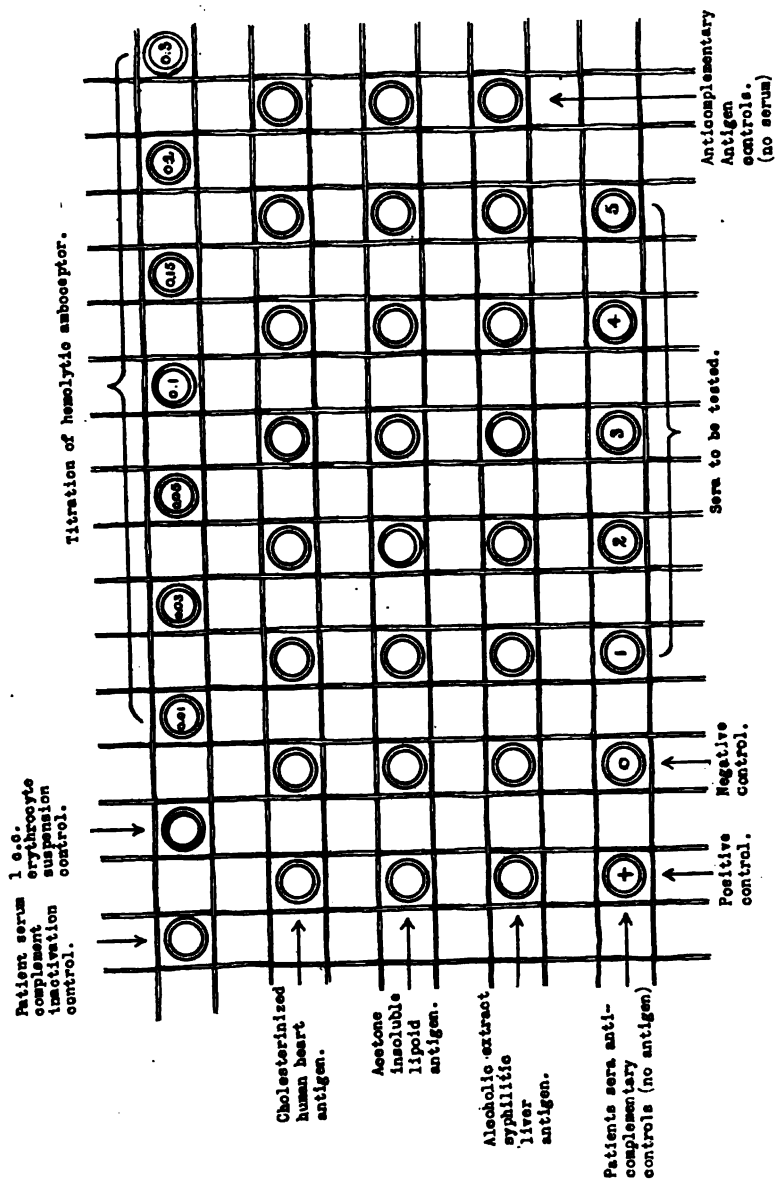 Titration of hemolytic amboceptor.
Patient serum
complement
inactivation
control.
1 c.c.
erythrocyte
suspension
control.
0.01
0.03
0.05
0.1
0.15
0.2
0.3
Cholesterinized
human heart
antigen.
Acetone
insoluble
lipoid
antigen.
Alcoholic extract
syphilitic
liver
antigen.
Patients sera anti-
complementary
controls (no antigen)
+
0
1
2
3
4
5
Positive
control.
Negative
Control.
Sera to be tested.
Anticomplementary
Antigen
controls.
(no serum)